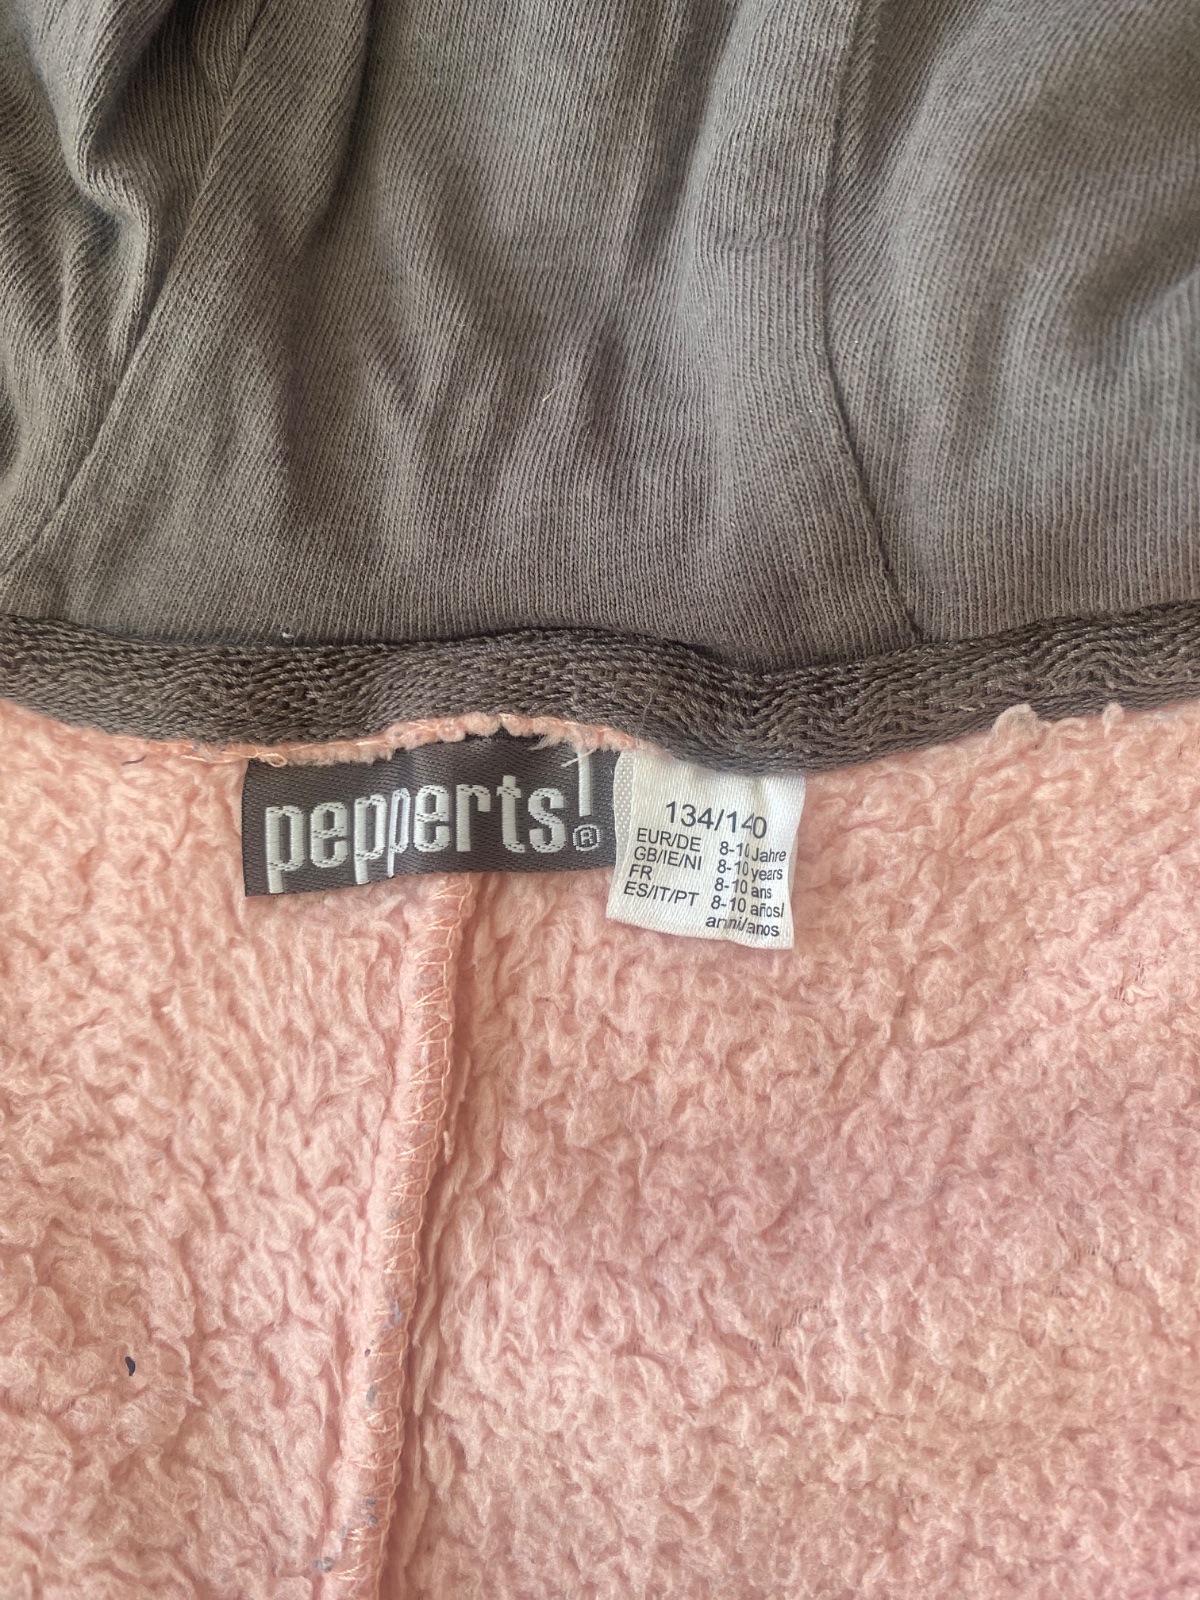 pepperts!®
134/140
EUR/DE 8-10 Jahre
GB/IE/NI 8-10 years
FR 8-10 ans
ES/IT/PT 8-10 años/
anni/anos